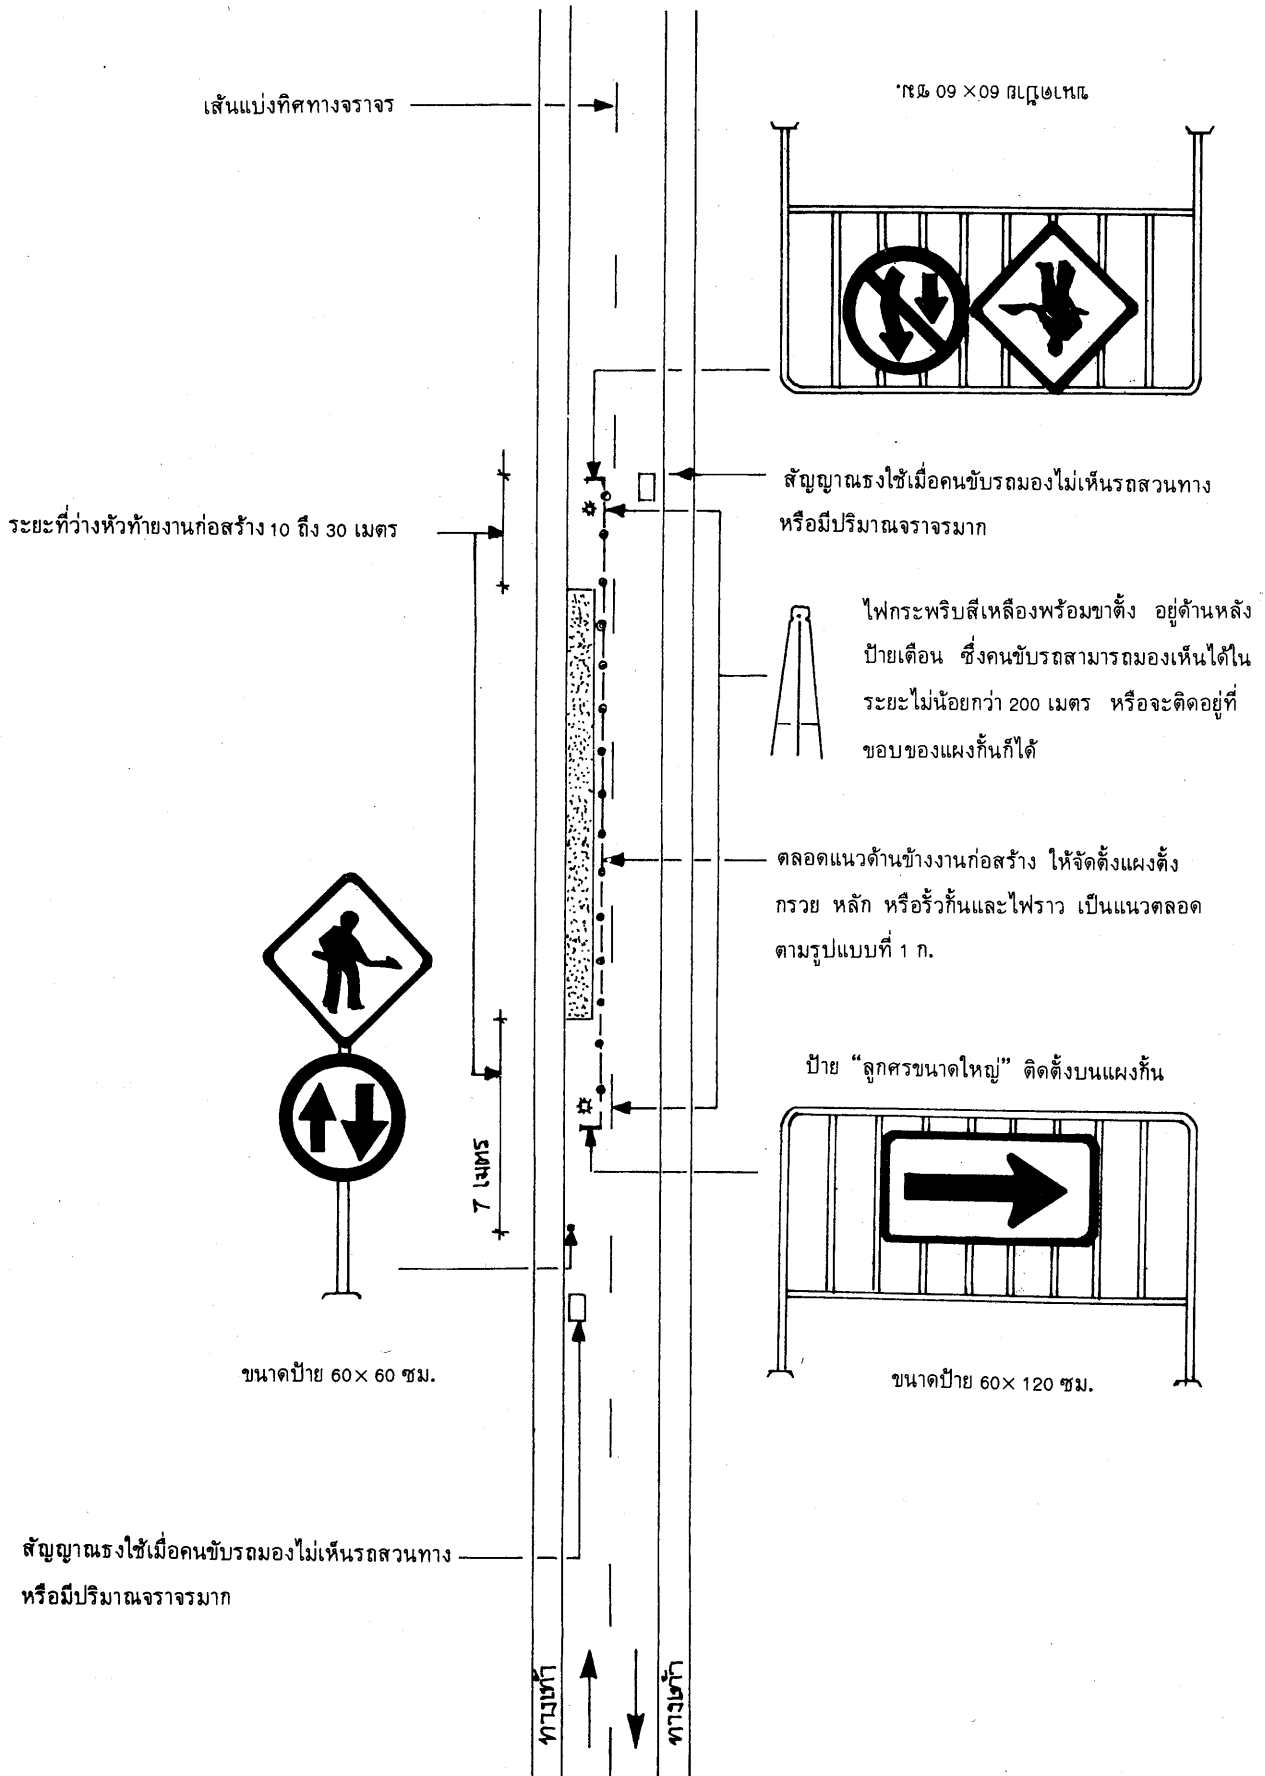 เส้นแบ่งทิศทางจราจร
ขนาดป้าย 60× 60 ซม.
สัญญาณธงใช้เมื่อคนขับรถมองไม่เห็นรถสวนทาง
หรือมีปริมาณจราจรมาก
ระยะที่ว่างหัวท้ายงานก่อสร้าง 10 ถึง 30 เมตร
ไฟกระพริบสีเหลืองพร้อมขาตั้ง อยู่ด้านหลัง
ป้ายเตือน ซึ่งคนขับรถสามารถมองเห็นได้ใน
ระยะไม่น้อยกว่า 200 เมตร หรือจะติดอยู่ที่
ขอบของแผงกั้นก็ได้
ตลอดแนวด้านข้างงานก่อสร้าง ให้จัดตั้งแผงตั้ง
กรวย หลัก หรือรั้วกั้นและไฟราว เป็นแนวตลอด
ตามรูปแบบที่ 1 ก.
ป้าย “ลูกศรขนาดใหญ่” ติดตั้งบนแผงกั้น
7 เมตร
ขนาดป้าย 60× 60 ซม.
ขนาดป้าย 60× 120 ซม.
สัญญาณธงใช้เมื่อคนขับรถมองไม่เห็นรถสวนทาง
หรือมีปริมาณจราจรมาก
ทางเท้า
ทางเท้า